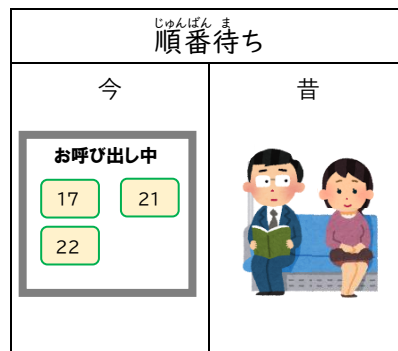 じゅんばん ま
順番待ち
今
昔
お呼び出し中
17 21
22